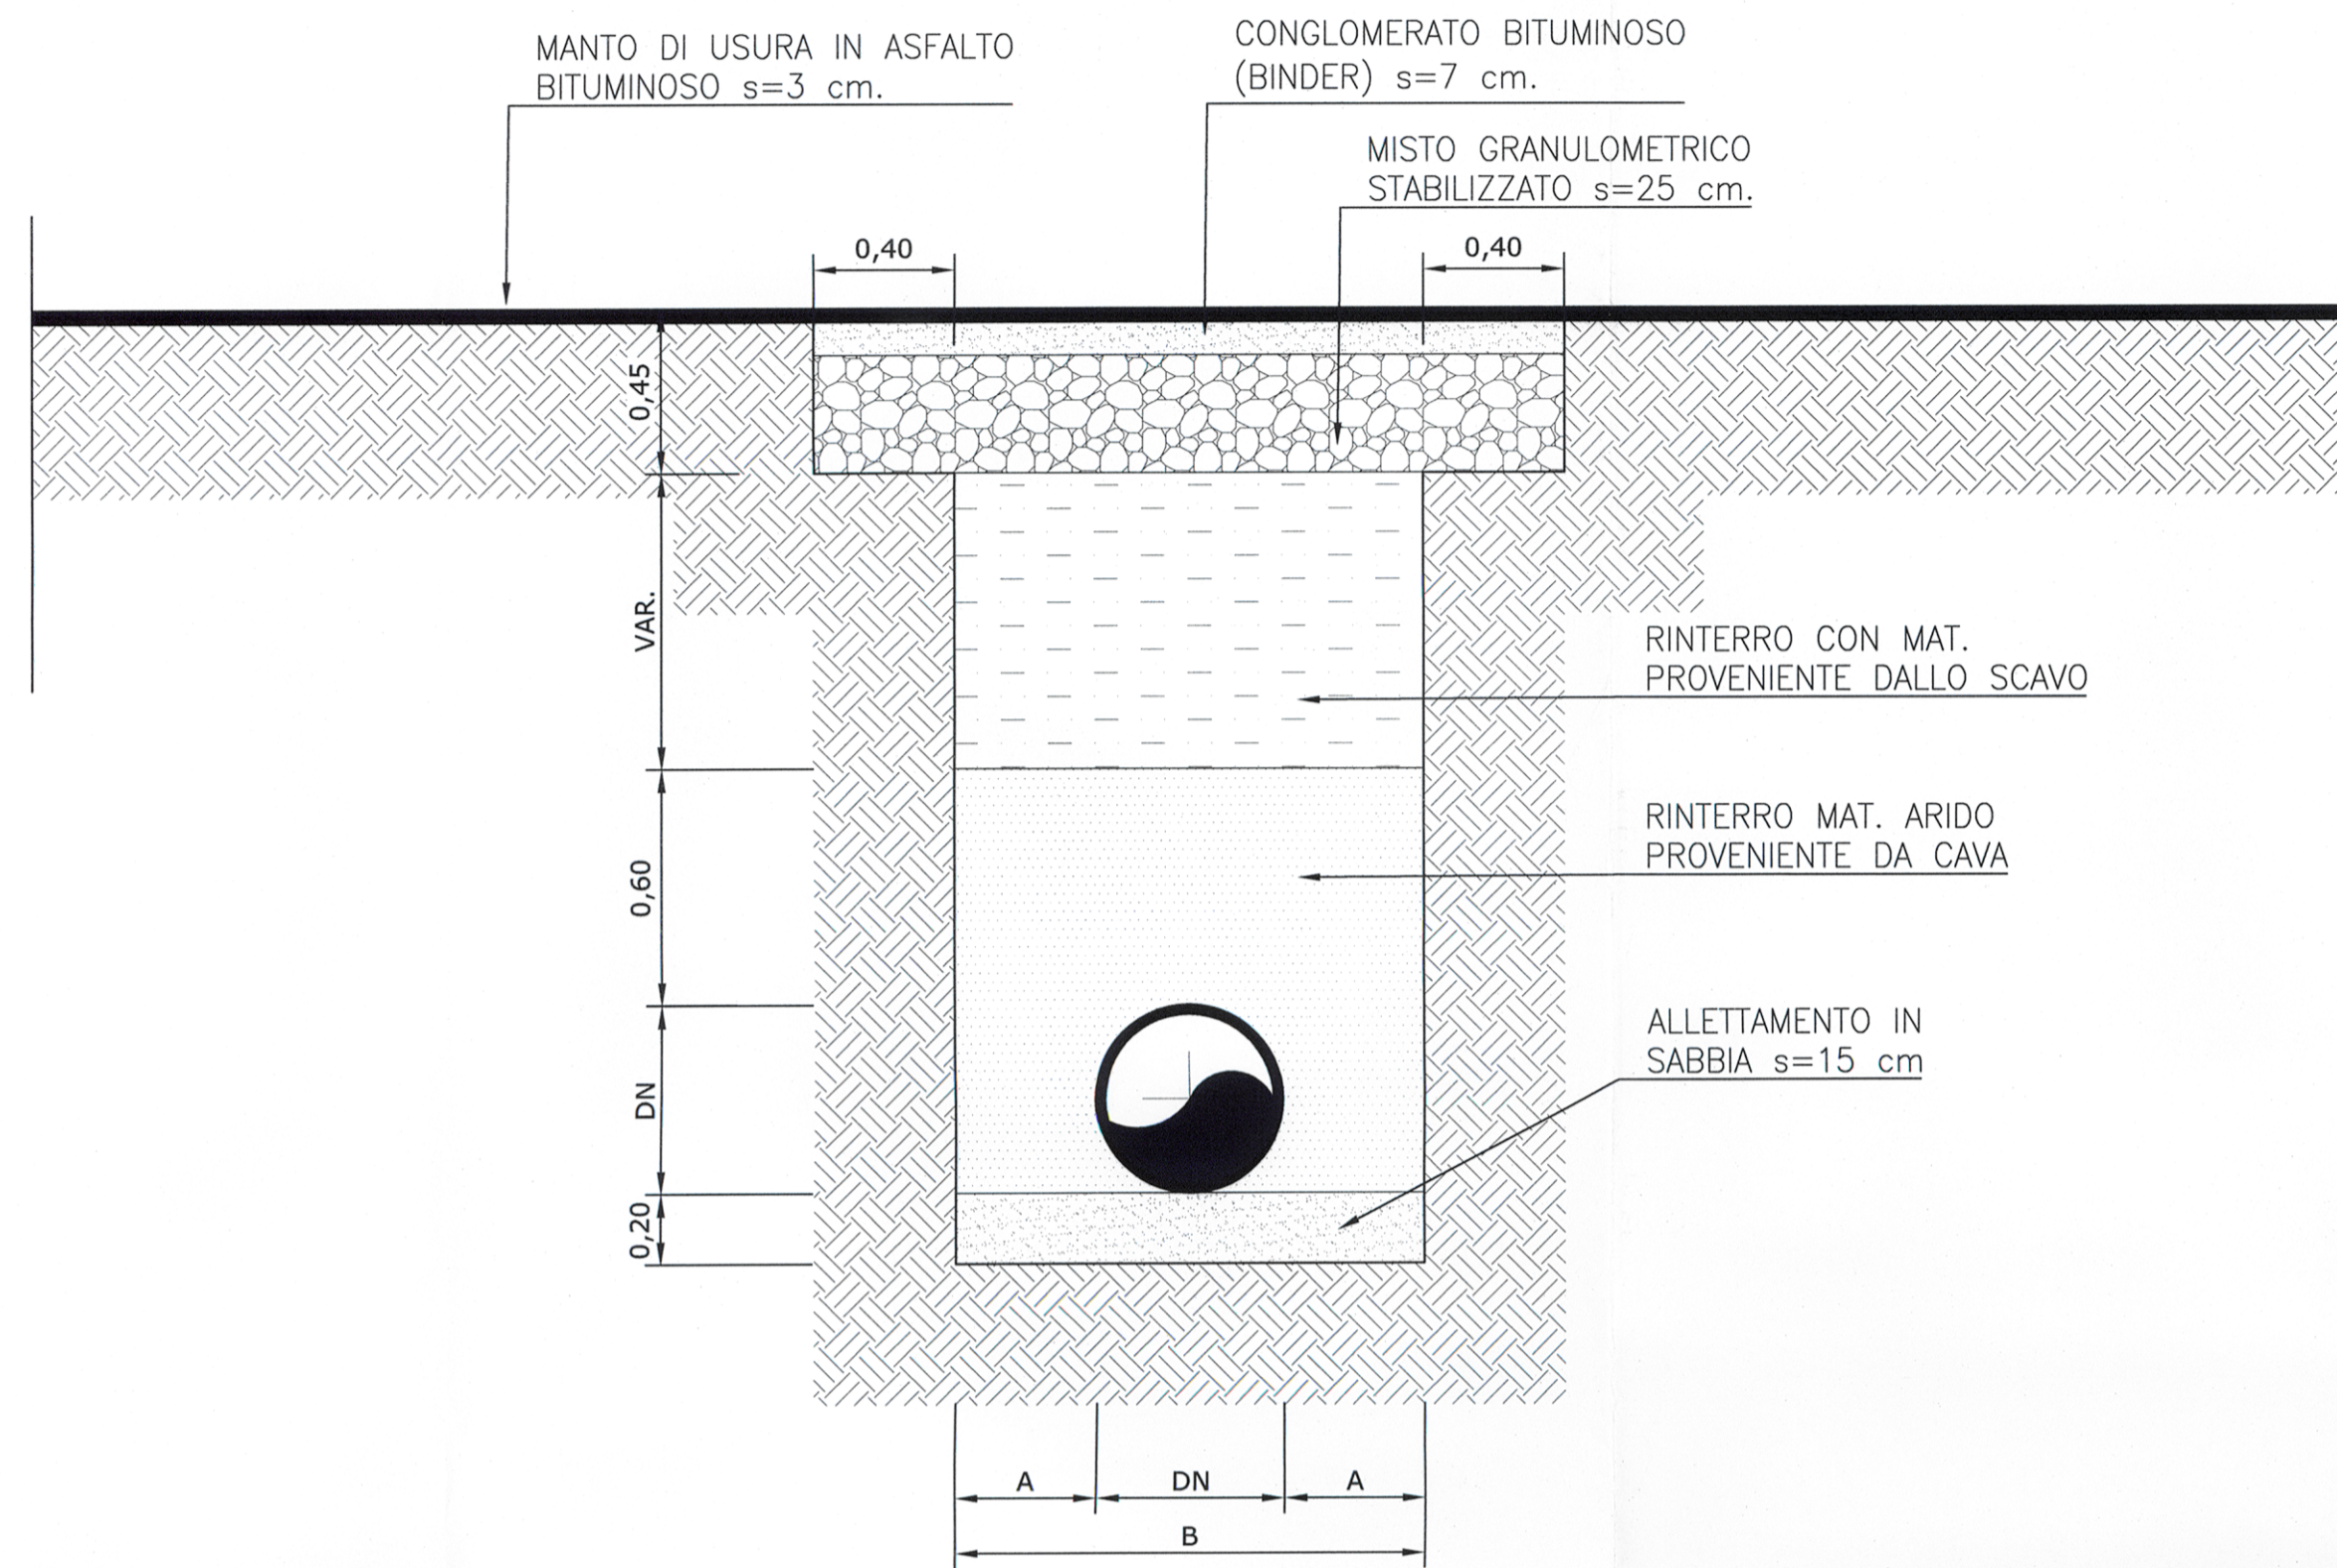 MANTO DI USURA IN ASFALTO
BITUMINOSO s=3 cm.
CONGLOMERATO BITUMINOSO
(BINDER) s=7 cm.
MISTO GRANULOMETRICO
STABILIZZATO s=25 cm.
0,40
0,40
0,45
VAR.
RINTERRO CON MAT.
PROVENIENTE DALLO SCAVO
0,60
RINTERRO MAT. ARIDO
PROVENIENTE DA CAVA
DN
ALLETTAMENTO IN
SABBIA s=15 cm
0,20
A
DN
A
B